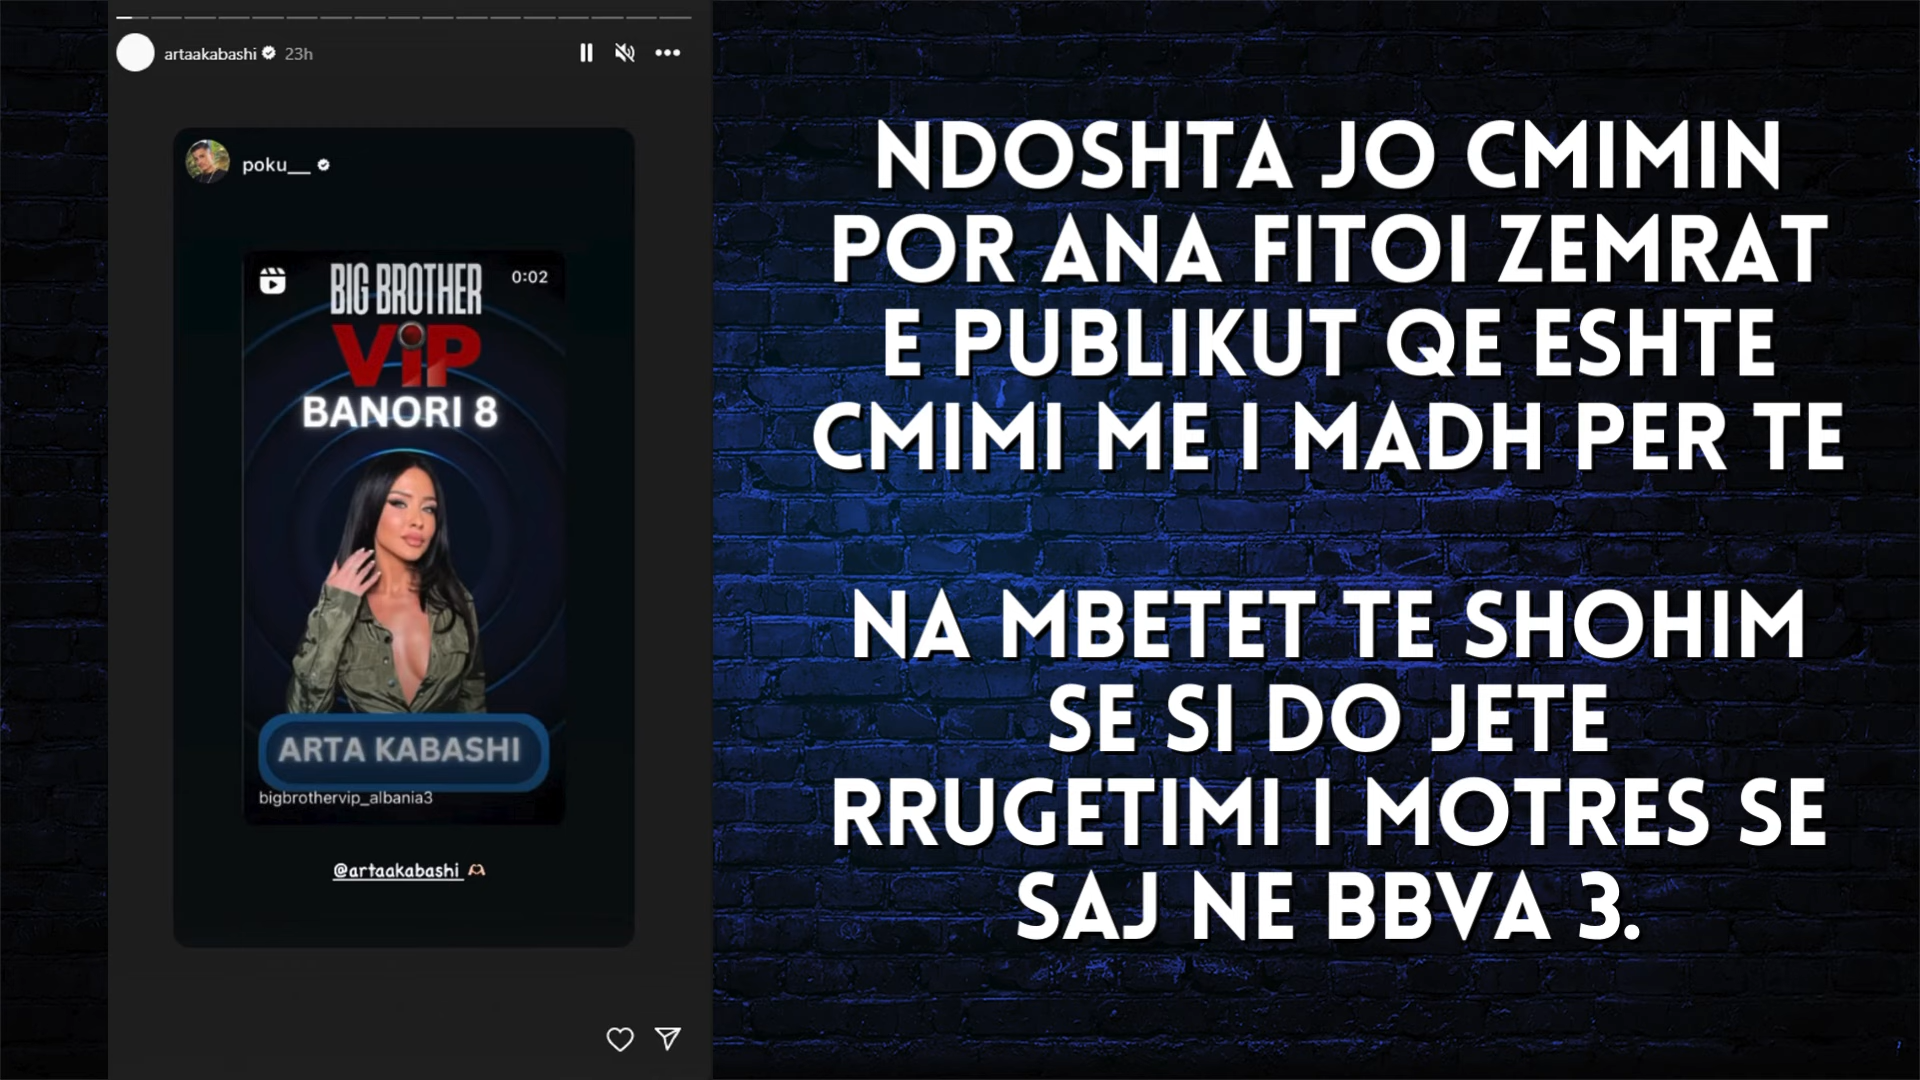 artaakabashi 23h
poku__
BIG BROTHER
0:02
VIP
BANORI 8
ARTA KABASHI
bigbrothervip_albania3
@artaakabashi
NDOSHTA JO CMIMIN
POR ANA FITOI ZEMRAT
E PUBLIKUT QE ESHTE
CMIMI ME I MADH PER TE
NA MBETET TE SHOHIM
SE SI DO JETE
RRUGETIMI I MOTRES SE
SAJ NE BBVA 3.